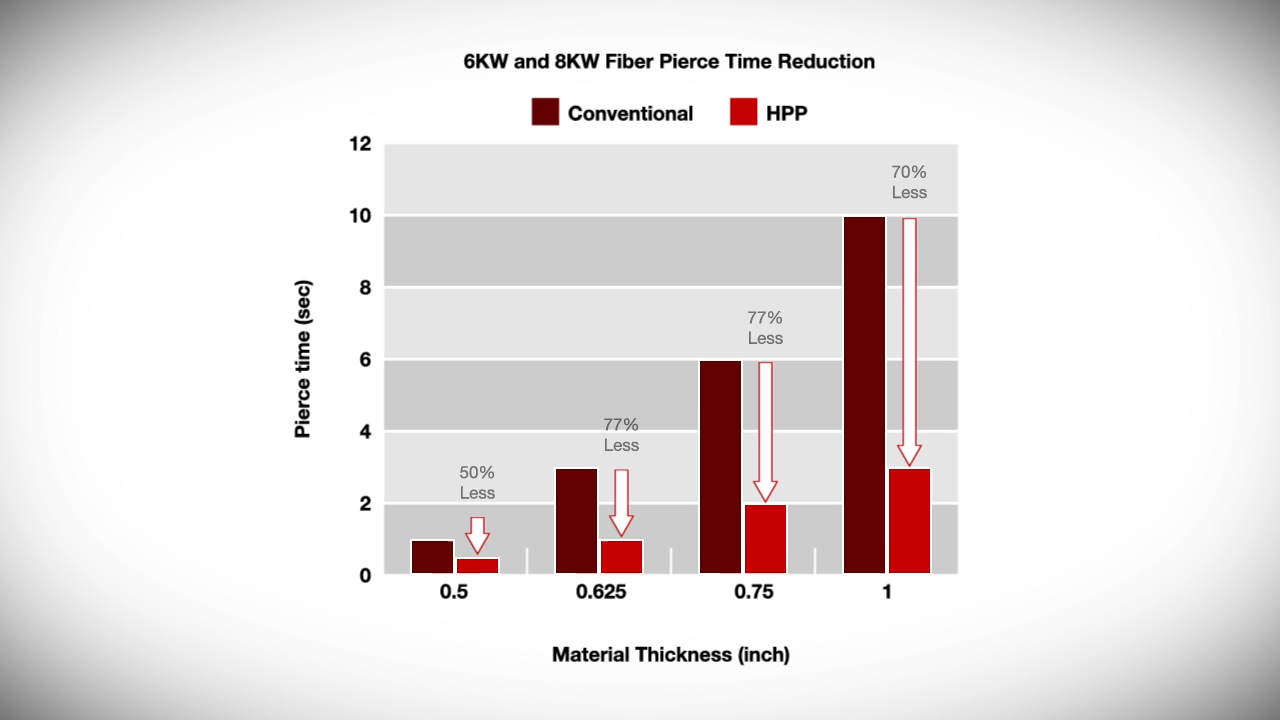 6KW and 8KW Fiber Pierce Time Reduction
Conventional
HPP
12
10
8
6
4
2
0
Pierce time (sec)
50%
Less
77%
Less
77%
Less
70%
Less
0.5
0.625
0.75
1
Material Thickness (inch)